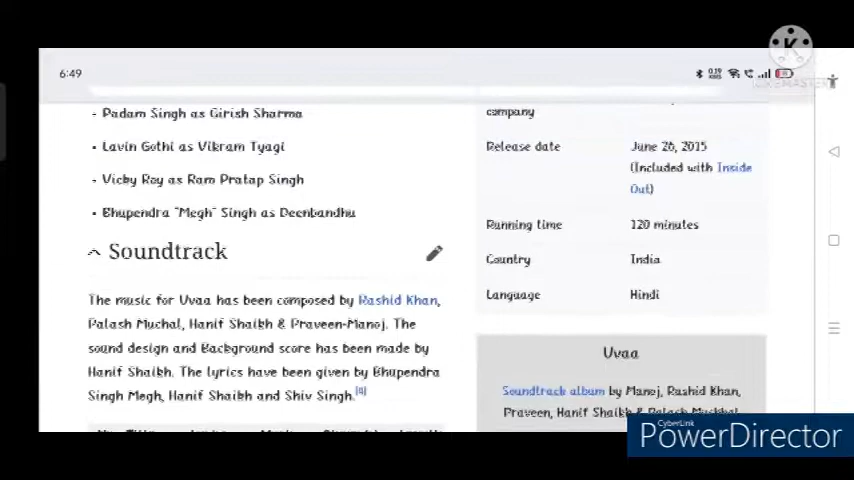 6:49
K
KINEMASTER
Padam Singh as Girish Sharma
Lavin Gothi as Vikram Tyagi
Vicky Ray as Ram Pratap Singh
Bhupendra "Megh" Singh as Deenbandhu
Soundtrack
The music for Uvaa has been composed by Rashid Khan,
Palash Muchal, Hanif Shaikh & Praveen-Manoj. The
sound design and Background score has been made by
Hanif Shaikh. The lyrics have been given by Bhupendra
Singh Megh, Hanif Shaikh and Shiv Singh.[4]
company
Release date June 26, 2015
(Included with Inside
Out)
Running time 120 minutes
Country India
Language Hindi
Uvaa
Soundtrack album by Manoj, Rashid Khan,
Praveen, Hanif Shaikh & Palash Muchhal
CyberLink
PowerDirector